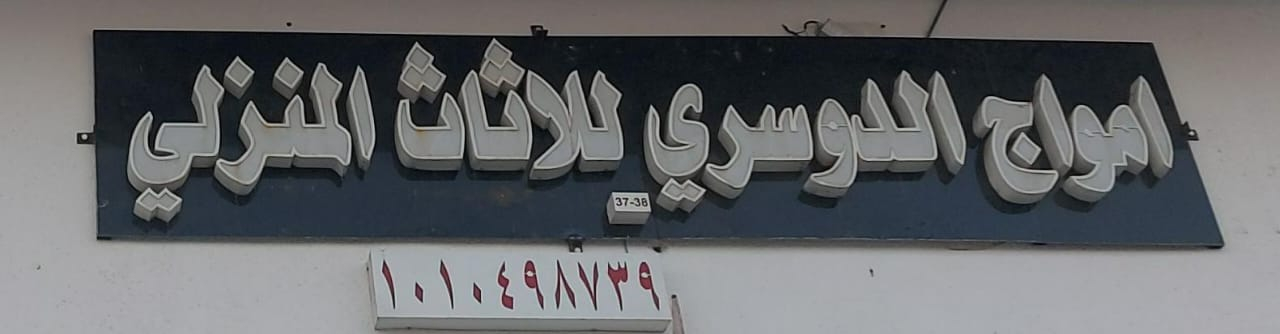 امواج الدوسري للاثاث المنزلي
37-38
١٠١٠٤٩٨٧٣٩